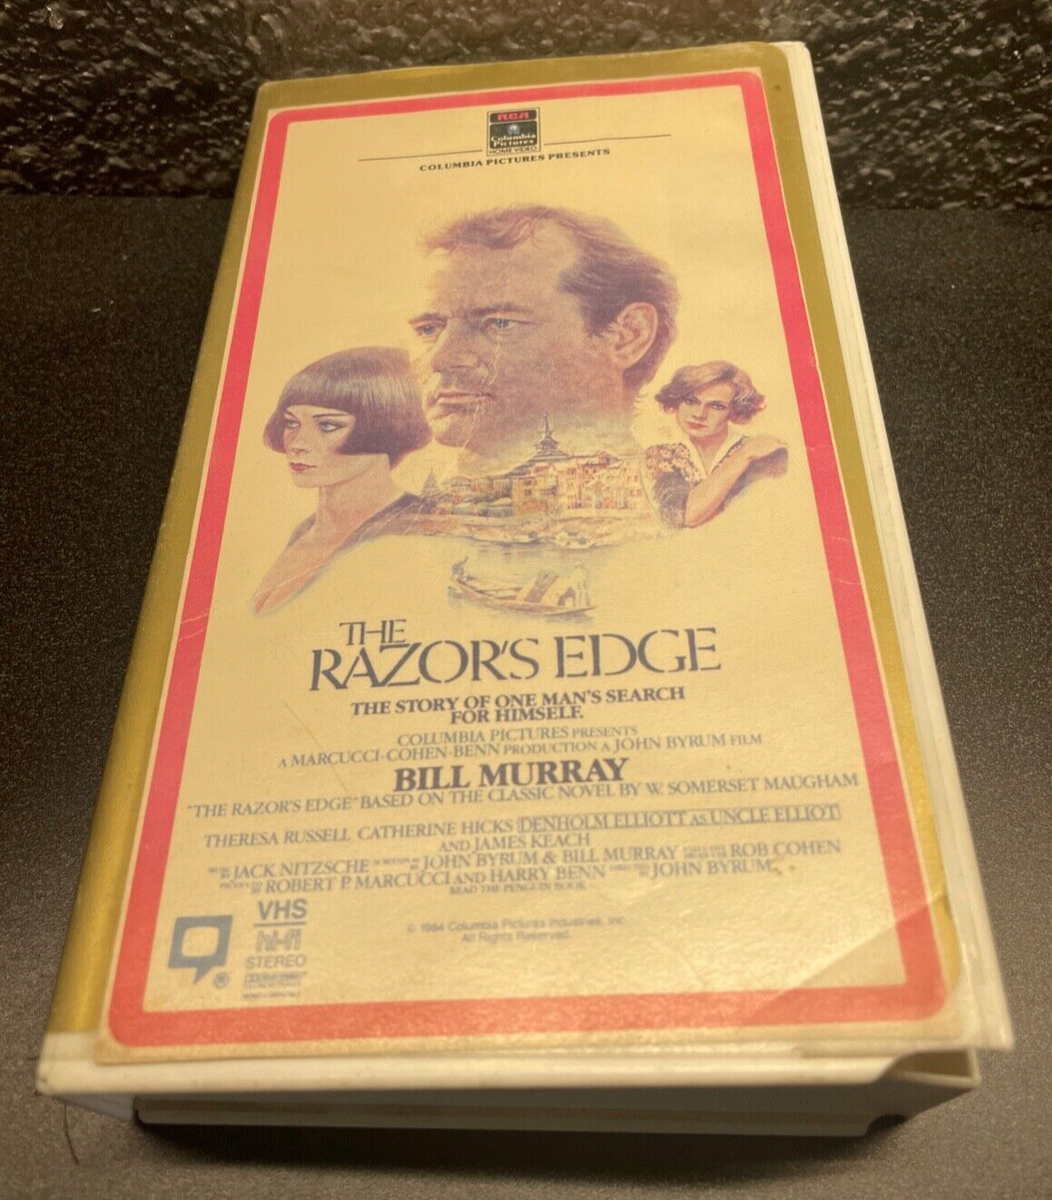 RCA
Columbia
Pictures
HOME VIDEO
COLUMBIA PICTURES PRESENTS
THE
RAZOR'S EDGE
THE STORY OF ONE MAN'S SEARCH
FOR HIMSELF.
COLUMBIA PICTURES PRESENTS
A MARCUCCI-COHEN-BENN PRODUCTION A JOHN BYRUM FILM
BILL MURRAY
"THE RAZOR'S EDGE" BASED ON THE CLASSIC NOVEL BY W. SOMERSET MAUGHAM
THERESA RUSSELL CATHERINE HICKS DENHOLM ELLIOTT AS UNCLE ELLIOT
AND JAMES KEACH
JACK NITZSCHE JOHN BYRUM & BILL MURRAY ROB COHEN
ROBERT P. MARCUCCI AND HARRY BENN JOHN BYRUM
READ THE PENGUIN BOOK.
VHS
hi-fi
STEREO
®
© 1984 Columbia Pictures Industries, Inc.
All Rights Reserved.